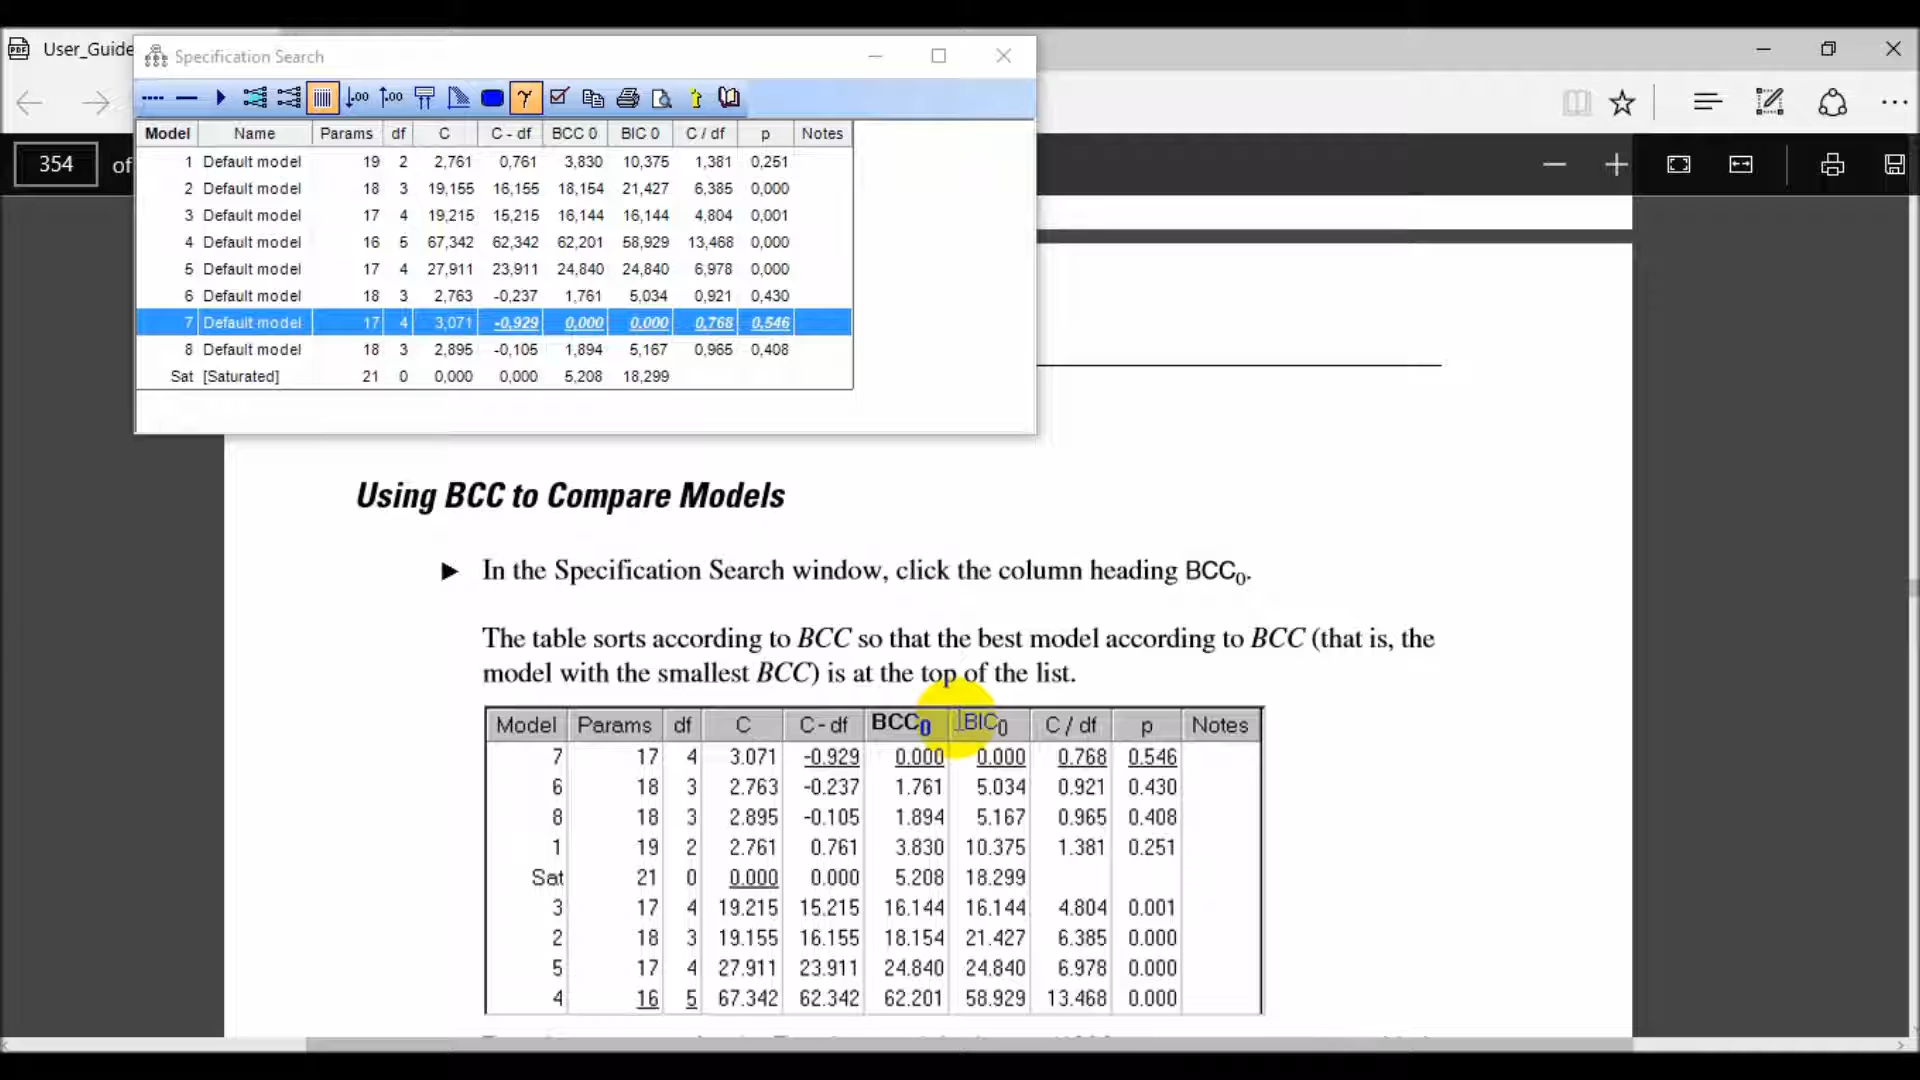 User_Guide
Specification Search
Model Name Params df C C - df BCC 0 BIC 0 C / df p Notes
1 Default model 19 2 2,761 0,761 3,830 10,375 1,381 0,251
2 Default model 18 3 19,155 16,155 18,154 21,427 6,385 0,000
3 Default model 17 4 19,215 15,215 16,144 16,144 4,804 0,001
4 Default model 16 5 67,342 62,342 62,201 58,929 13,468 0,000
5 Default model 17 4 27,911 23,911 24,840 24,840 6,978 0,000
6 Default model 18 3 2,763 -0,237 1,761 5,034 0,921 0,430
7 Default model 17 4 3,071 -0,929 0,000 0,000 0,768 0,546
8 Default model 18 3 2,895 -0,105 1,894 5,167 0,965 0,408
Sat [Saturated] 21 0 0,000 0,000 5,208 18,299
354 of
Using BCC to Compare Models
► In the Specification Search window, click the column heading BCC₀.
The table sorts according to BCC so that the best model according to BCC (that is, the
model with the smallest BCC) is at the top of the list.
Model Params df C C - df BCC₀ BIC₀ C / df p Notes
7 17 4 3.071 -0.929 0.000 0.000 0.768 0.546
6 18 3 2.763 -0.237 1.761 5.034 0.921 0.430
8 18 3 2.895 -0.105 1.894 5.167 0.965 0.408
1 19 2 2.761 0.761 3.830 10.375 1.381 0.251
Sat 21 0 0.000 0.000 5.208 18.299
3 17 4 19.215 15.215 16.144 16.144 4.804 0.001
2 18 3 19.155 16.155 18.154 21.427 6.385 0.000
5 17 4 27.911 23.911 24.840 24.840 6.978 0.000
4 16 5 67.342 62.342 62.201 58.929 13.468 0.000